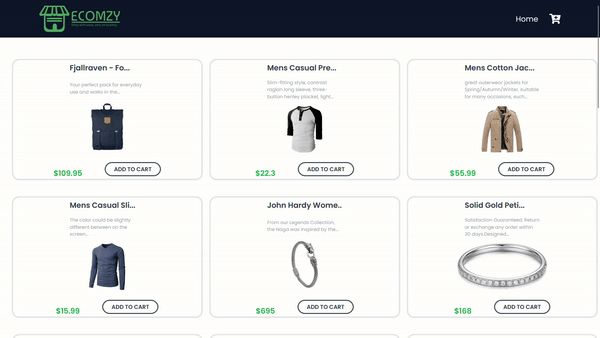 ECOMZY
Home
Fjallraven - Fo...
Your perfect pack for everyday
use and walks in the...
$109.95
ADD TO CART
Mens Casual Pre...
Slim-fitting style, contrast
raglan long sleeve, three-
button henley placket, light...
$22.3
ADD TO CART
Mens Cotton Jac...
great outerwear jackets for
Spring/Autumn/Winter, suitable
for many occasions, such...
$55.99
ADD TO CART
Mens Casual Sli...
The color could be slightly
different between on the
screen...
$15.99
ADD TO CART
John Hardy Wome..
From our Legends Collection,
the Naga was inspired by the...
$695
ADD TO CART
Solid Gold Peti...
Satisfaction Guaranteed. Return
or exchange any order within
30 days.Designed...
$168
ADD TO CART